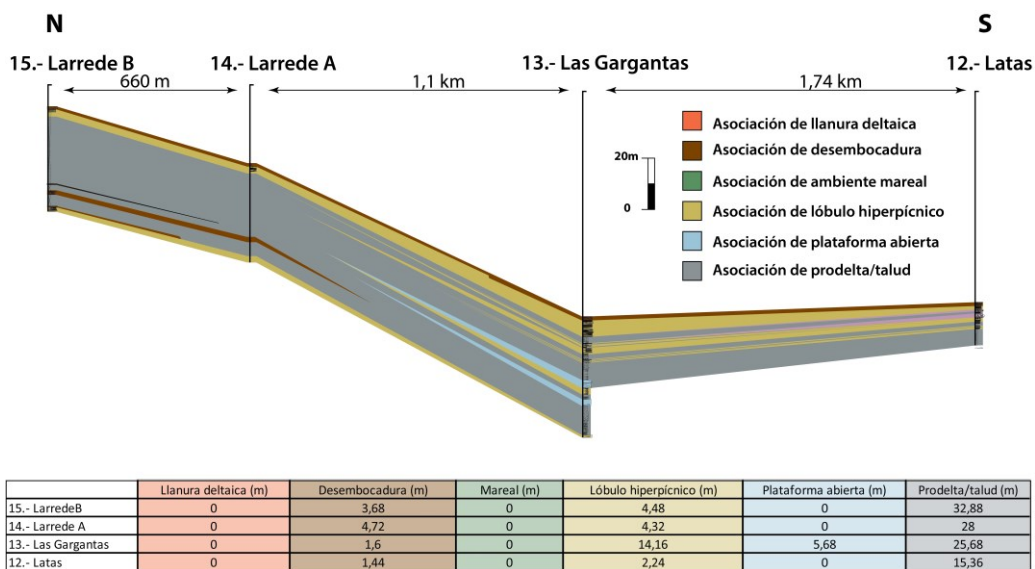 N S
15.- Larrede B 14.- Larrede A 13.- Las Gargantas 12.- Latas
660 m 1,1 km 1,74 km
Asociación de llanura deltaica
Asociación de desembocadura
Asociación de ambiente mareal
Asociación de lóbulo hiperpícnico
Asociación de plataforma abierta
Asociación de prodelta/talud
20m
0
Llanura deltaica (m) Desembocadura (m) Mareal (m) Lóbulo hiperpícnico (m) Plataforma abierta (m) Prodelta/talud (m)
15.- LarredeB 0 3,68 0 4,48 0 32,88
14.- Larrede A 0 4,72 0 4,32 0 28
13.- Las Gargantas 0 1,6 0 14,16 5,68 25,68
12.- Latas 0 1,44 0 2,24 0 15,36